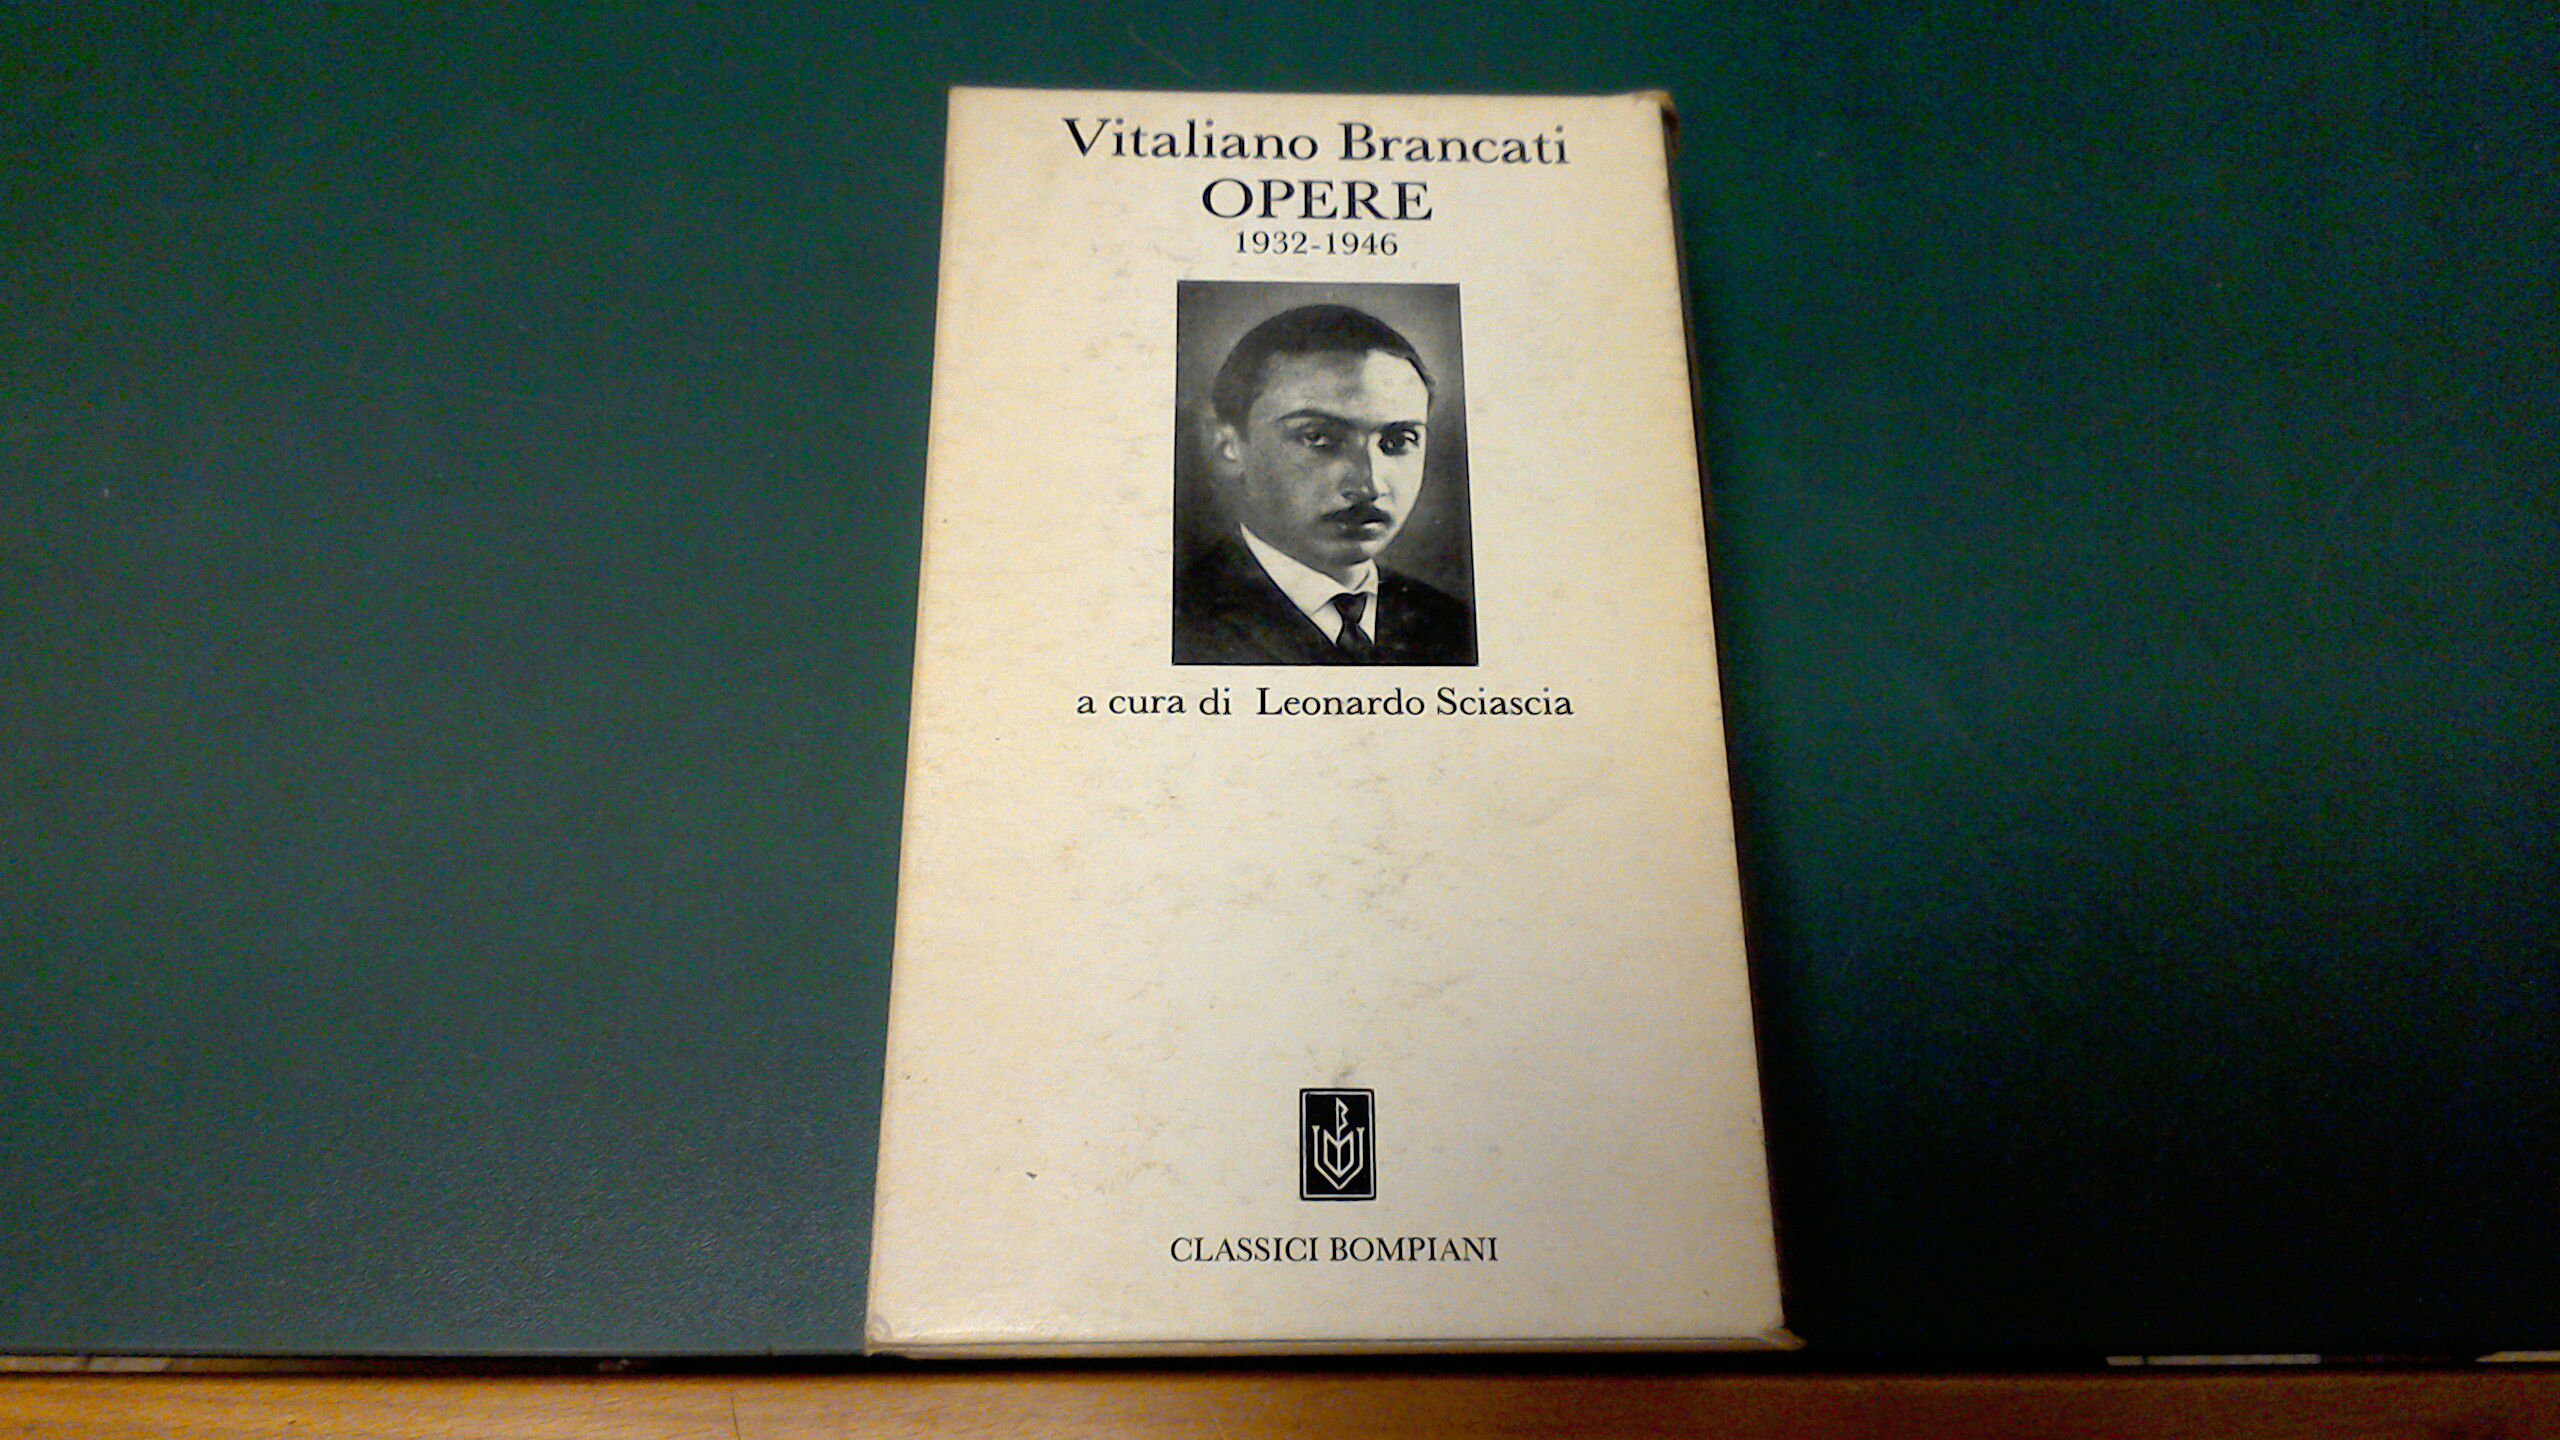 Vitaliano Brancati
OPERE
1932-1946
a cura di Leonardo Sciascia
CLASSICI BOMPIANI